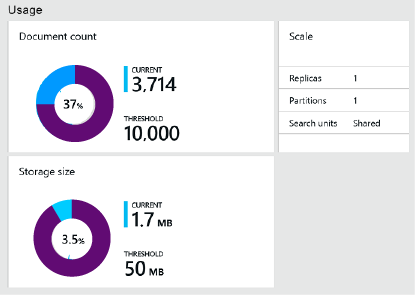 Usage
Document count
37%
CURRENT
3,714
THRESHOLD
10,000
Scale
Replicas 1
Partitions 1
Search units Shared
Storage size
3.5%
CURRENT
1.7 MB
THRESHOLD
50 MB